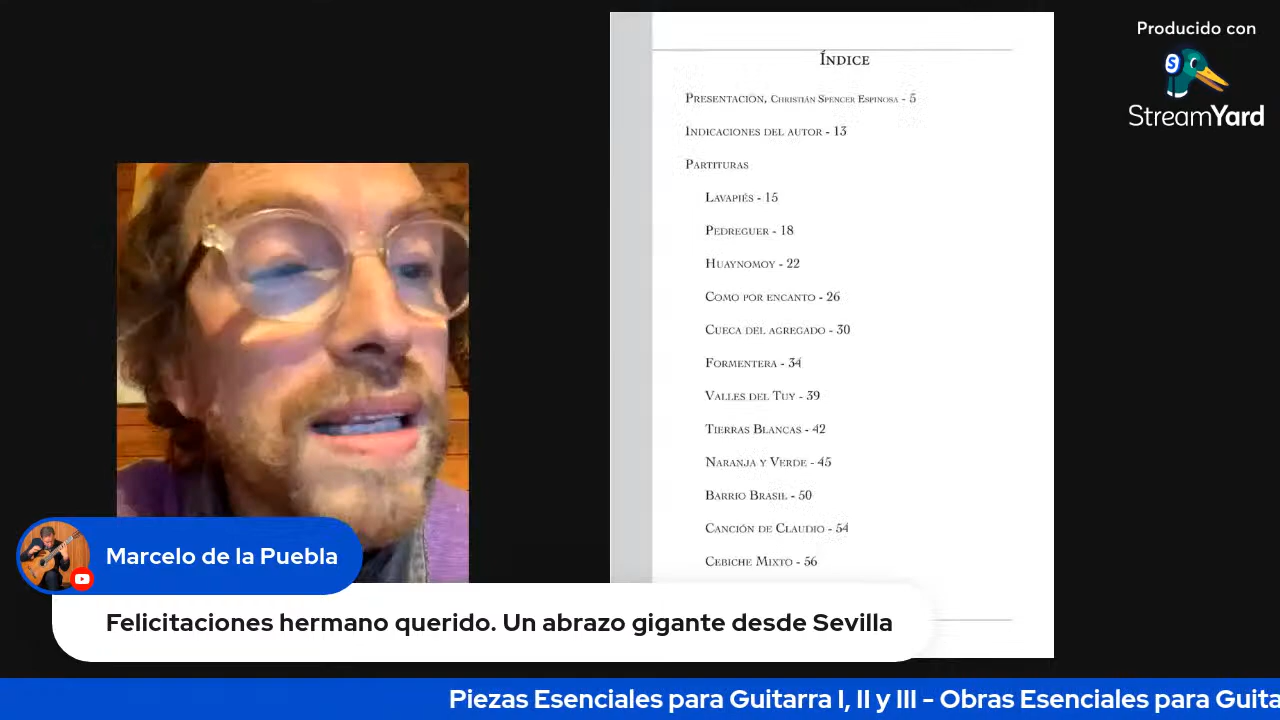 Producido con
StreamYard
ÍNDICE
PRESENTACIÓN, CHRISTIÁN SPENCER ESPINOSA - 5
INDICACIONES DEL AUTOR - 13
PARTITURAS
LAVAPIÉS - 15
PEDREGUER - 18
HUAYNOMOY - 22
COMO POR ENCANTO - 26
CUECA DEL AGREGADO - 30
FORMENTERA - 34
VALLES DEL TUY - 39
TIERRAS BLANCAS - 42
NARANJA Y VERDE - 45
BARRIO BRASIL - 50
CANCIÓN DE CLAUDIO - 54
CEBICHE MIXTO - 56
Marcelo de la Puebla
Felicitaciones hermano querido. Un abrazo gigante desde Sevilla
Piezas Esenciales para Guitarra I, II y III - Obras Esenciales para Guita